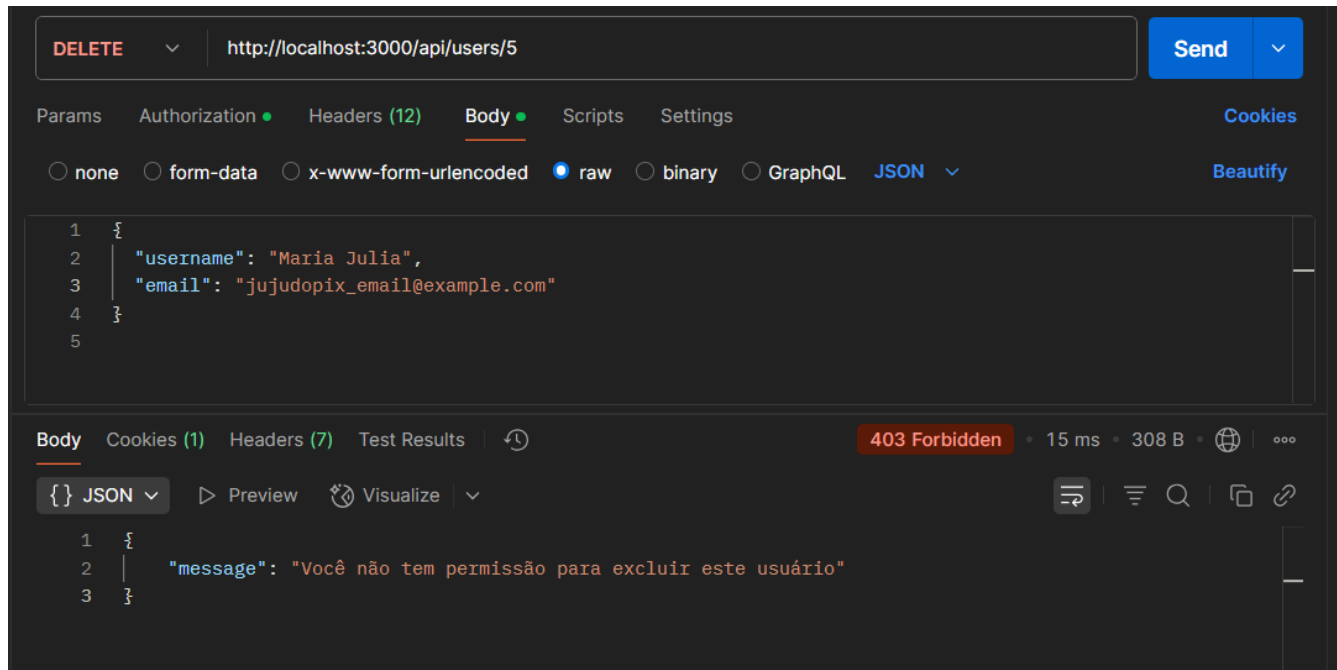 DELETE http://localhost:3000/api/users/5 Send
Params Authorization Headers (12) Body Scripts Settings Cookies
none form-data x-www-form-urlencoded raw binary GraphQL JSON Beautify
1 {
2 "username": "Maria Julia",
3 "email": "jujudopix_email@example.com"
4 }
5
Body Cookies (1) Headers (7) Test Results 403 Forbidden • 15 ms • 308 B •
{} JSON Preview Visualize
1 {
2 "message": "Você não tem permissão para excluir este usuário"
3 }